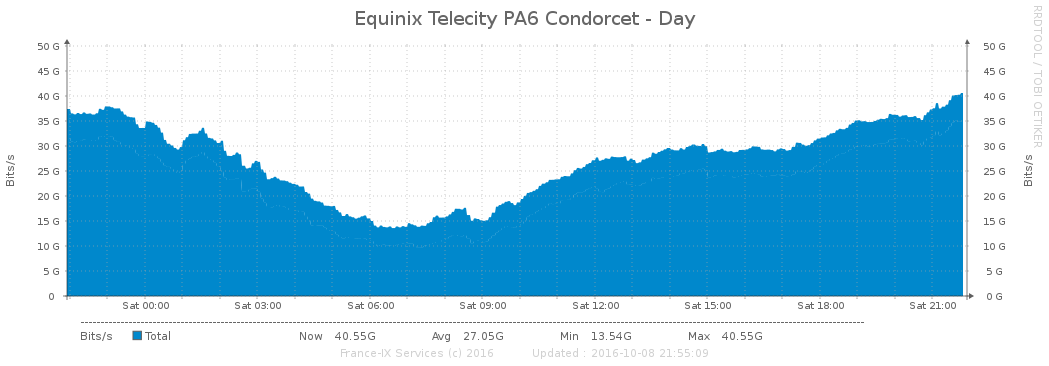 Equinix Telecity PA6 Condorcet - Day
RRDTOOL / TOBI OETIKER
Bits/s
50 G
45 G
40 G
35 G
30 G
25 G
20 G
15 G
10 G
5 G
0
50 G
45 G
40 G
35 G
30 G
25 G
20 G
15 G
10 G
5 G
0 G
Bits/s
Sat 00:00 Sat 03:00 Sat 06:00 Sat 09:00 Sat 12:00 Sat 15:00 Sat 18:00 Sat 21:00
Bits/s Total Now 40.55G Avg 27.05G Min 13.54G Max 40.55G
France-IX Services (c) 2016 Updated : 2016-10-08 21:55:09